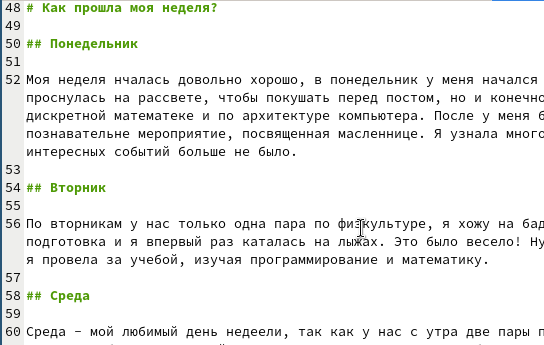 48 # Как прошла моя неделя?
49
50 ## Понедельник
51
52 Моя неделя нчалась довольно хорошо, в понедельник у меня начался
проснулась на рассвете, чтобы покушать перед постом, но и конечно
дискретной математеке и по архитектуре компьютера. После у меня б
познавательне мероприятие, посвященная масленнице. Я узнала много
интересных событий больше не было.
53
54 ## Вторник
55
56 По вторникам у нас только одна пара по физкультуре, я хожу на бад
подготовка и я впервый раз каталась на лыжах. Это было весело! Ну
я провела за учебой, изучая программирование и математику.
57
58 ## Среда
59
60 Среда – мой любимый день недеели, так как у нас с утра две пары п